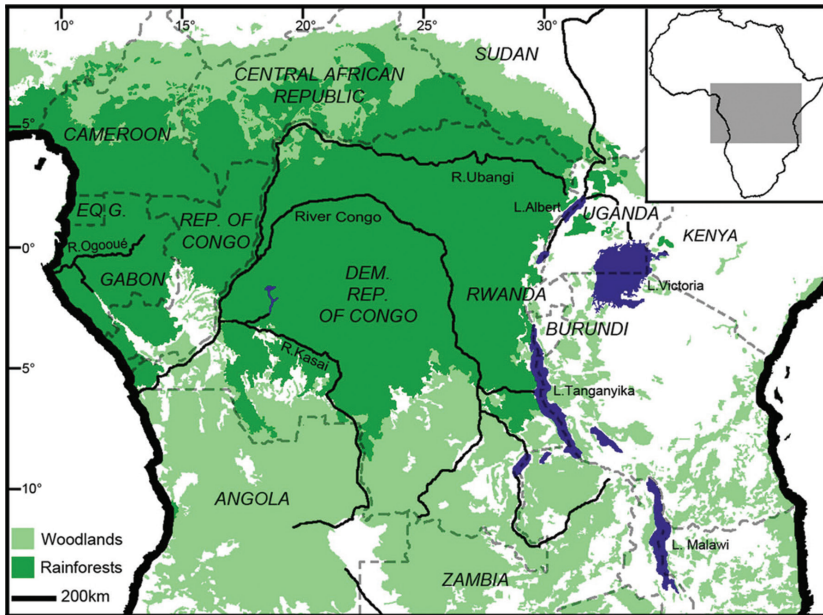 10° 15° 20° 25° 30°
SUDAN
CENTRAL AFRICAN
REPUBLIC
5°
CAMEROON
R.Ubangi
L.Albert
UGANDA
EQ G.
REP. OF
CONGO
River Congo
KENYA
0°
R.Ogooué
GABON
DEM.
REP.
OF CONGO
RWANDA
L.Victoria
BURUNDI
R.Kasai
5°
L.Tanganyika
10°
ANGOLA
Woodlands
Rainforests
L. Malawi
ZAMBIA
200km